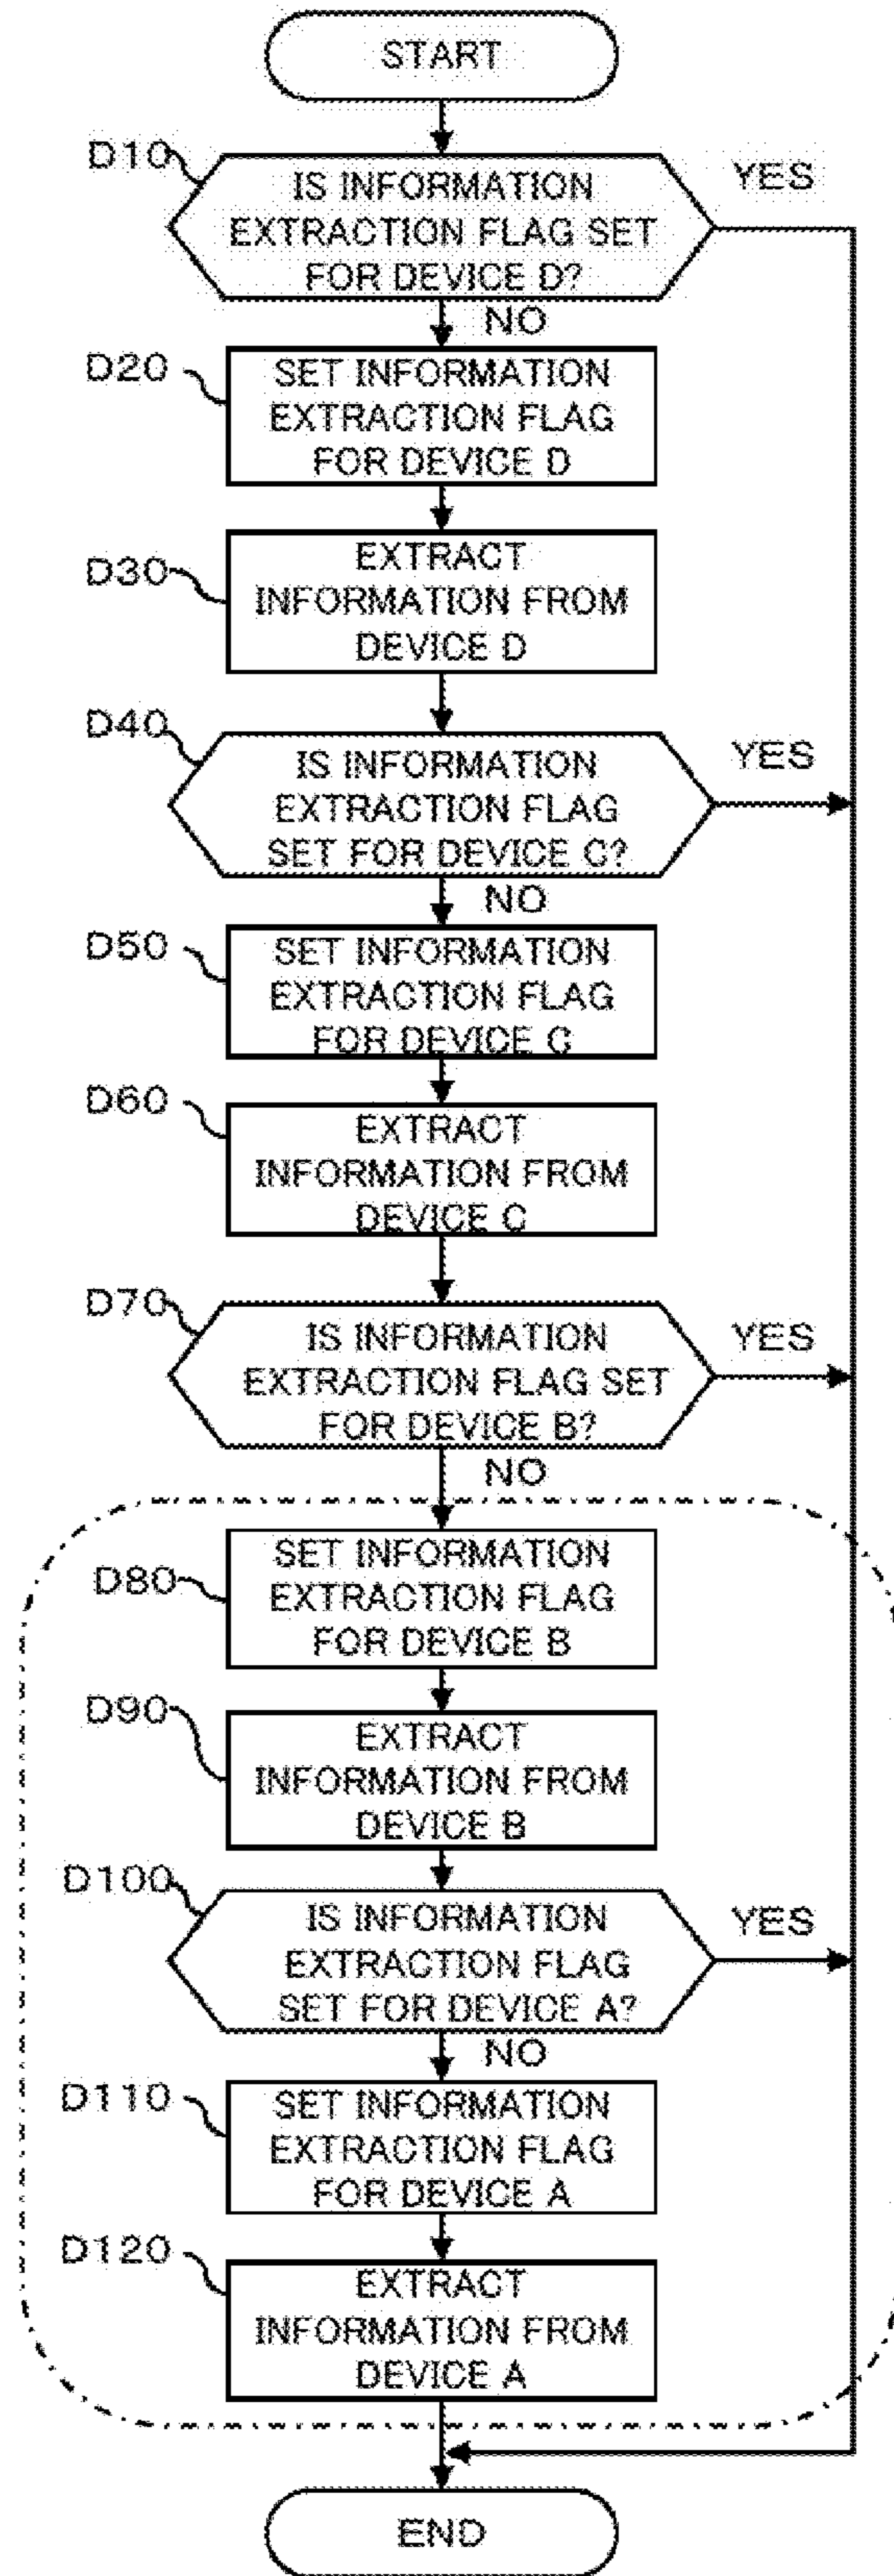 START
D10
YES
IS INFORMATION
EXTRACTION FLAG SET
FOR DEVICE D?
NO
D20
SET INFORMATION
EXTRACTION FLAG
FOR DEVICE D
D30
EXTRACT
INFORMATION FROM
DEVICE D
D40
YES
IS INFORMATION
EXTRACTION FLAG
SET FOR DEVICE C?
NO
D50
SET INFORMATION
EXTRACTION FLAG
FOR DEVICE C
D60
EXTRACT
INFORMATION FROM
DEVICE C
D70
YES
IS INFORMATION
EXTRACTION FLAG SET
FOR DEVICE B?
NO
D80
SET INFORMATION
EXTRACTION FLAG
FOR DEVICE B
D90
EXTRACT
INFORMATION FROM
DEVICE B
D100
YES
IS INFORMATION
EXTRACTION FLAG
SET FOR DEVICE A?
NO
D110
SET INFORMATION
EXTRACTION FLAG
FOR DEVICE A
D120
EXTRACT
INFORMATION FROM
DEVICE A
END